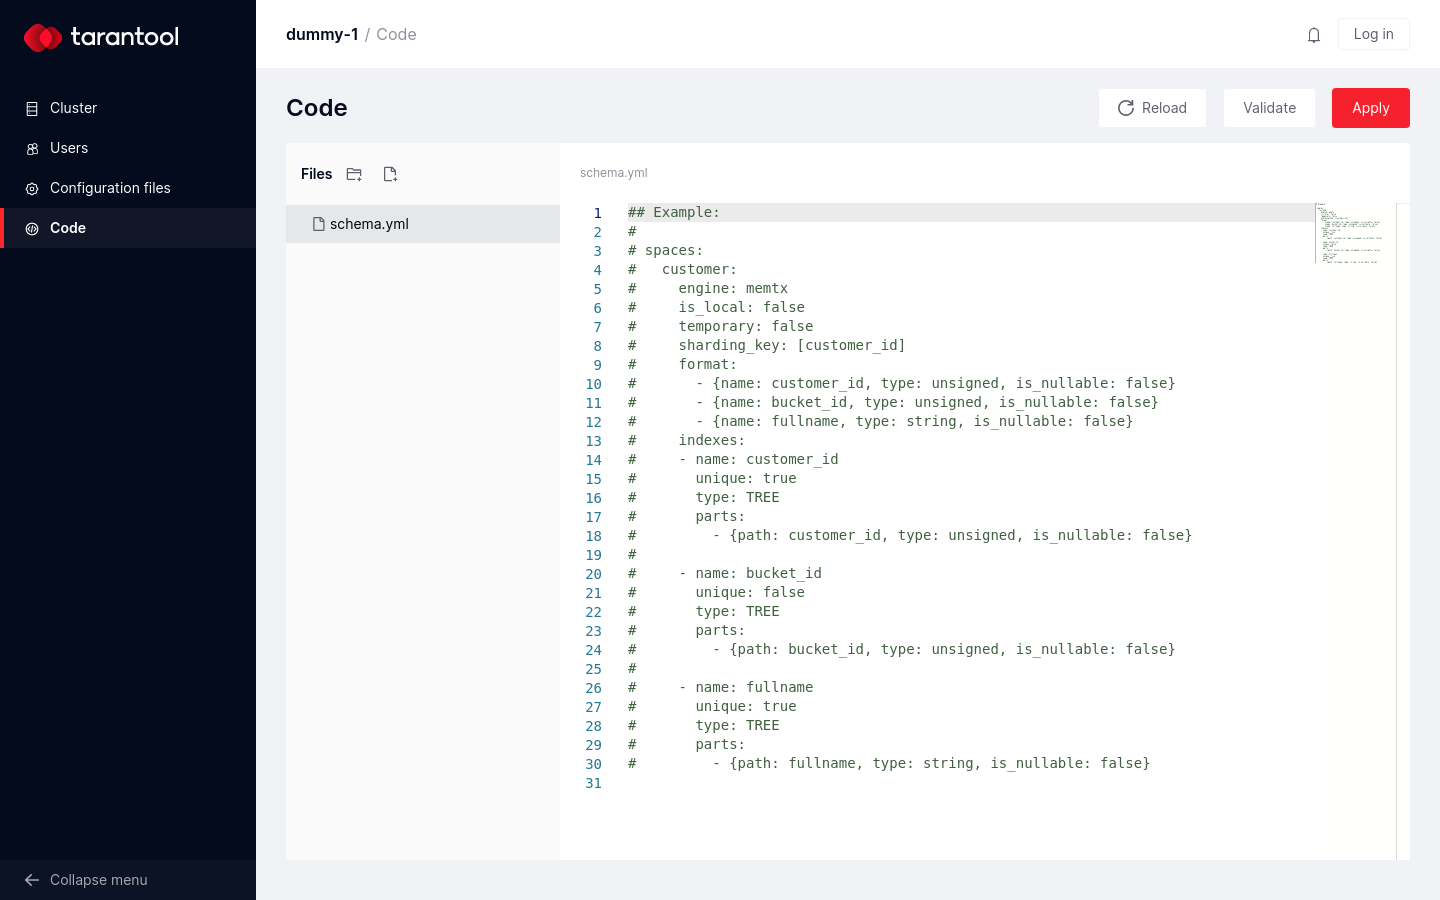 tarantool
Cluster
Users
Configuration files
Code
Collapse menu
dummy-1 / Code
Log in
Code
Reload
Validate
Apply
Files
schema.yml
schema.yml
1 ## Example:
2 #
3 # spaces:
4 #   customer:
5 #     engine: memtx
6 #     is_local: false
7 #     temporary: false
8 #     sharding_key: [customer_id]
9 #     format:
10 #       - {name: customer_id, type: unsigned, is_nullable: false}
11 #       - {name: bucket_id, type: unsigned, is_nullable: false}
12 #       - {name: fullname, type: string, is_nullable: false}
13 #     indexes:
14 #     - name: customer_id
15 #       unique: true
16 #       type: TREE
17 #       parts:
18 #         - {path: customer_id, type: unsigned, is_nullable: false}
19 #
20 #     - name: bucket_id
21 #       unique: false
22 #       type: TREE
23 #       parts:
24 #         - {path: bucket_id, type: unsigned, is_nullable: false}
25 #
26 #     - name: fullname
27 #       unique: true
28 #       type: TREE
29 #       parts:
30 #         - {path: fullname, type: string, is_nullable: false}
31